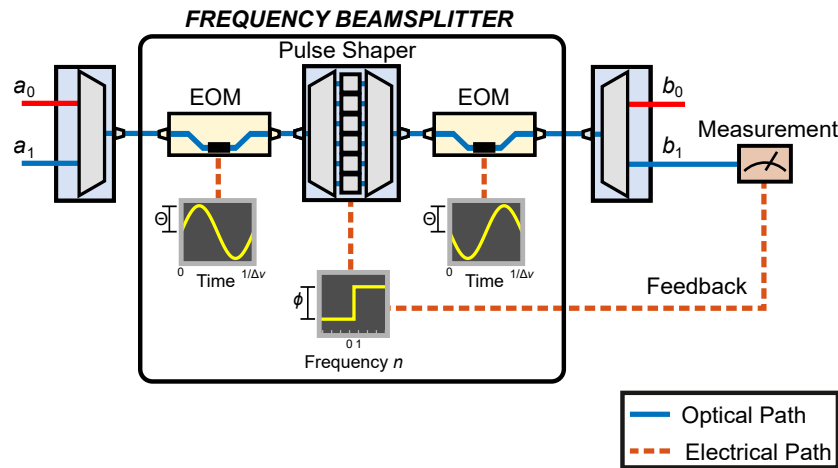 FREQUENCY BEAMSPLITTER
Pulse Shaper
EOM
EOM
a0
a1
b0
b1
Measurement
Θ
0
Time
1/Δν
Θ
0
Time
1/Δν
ϕ
0 1
Frequency n
Feedback
Optical Path
Electrical Path